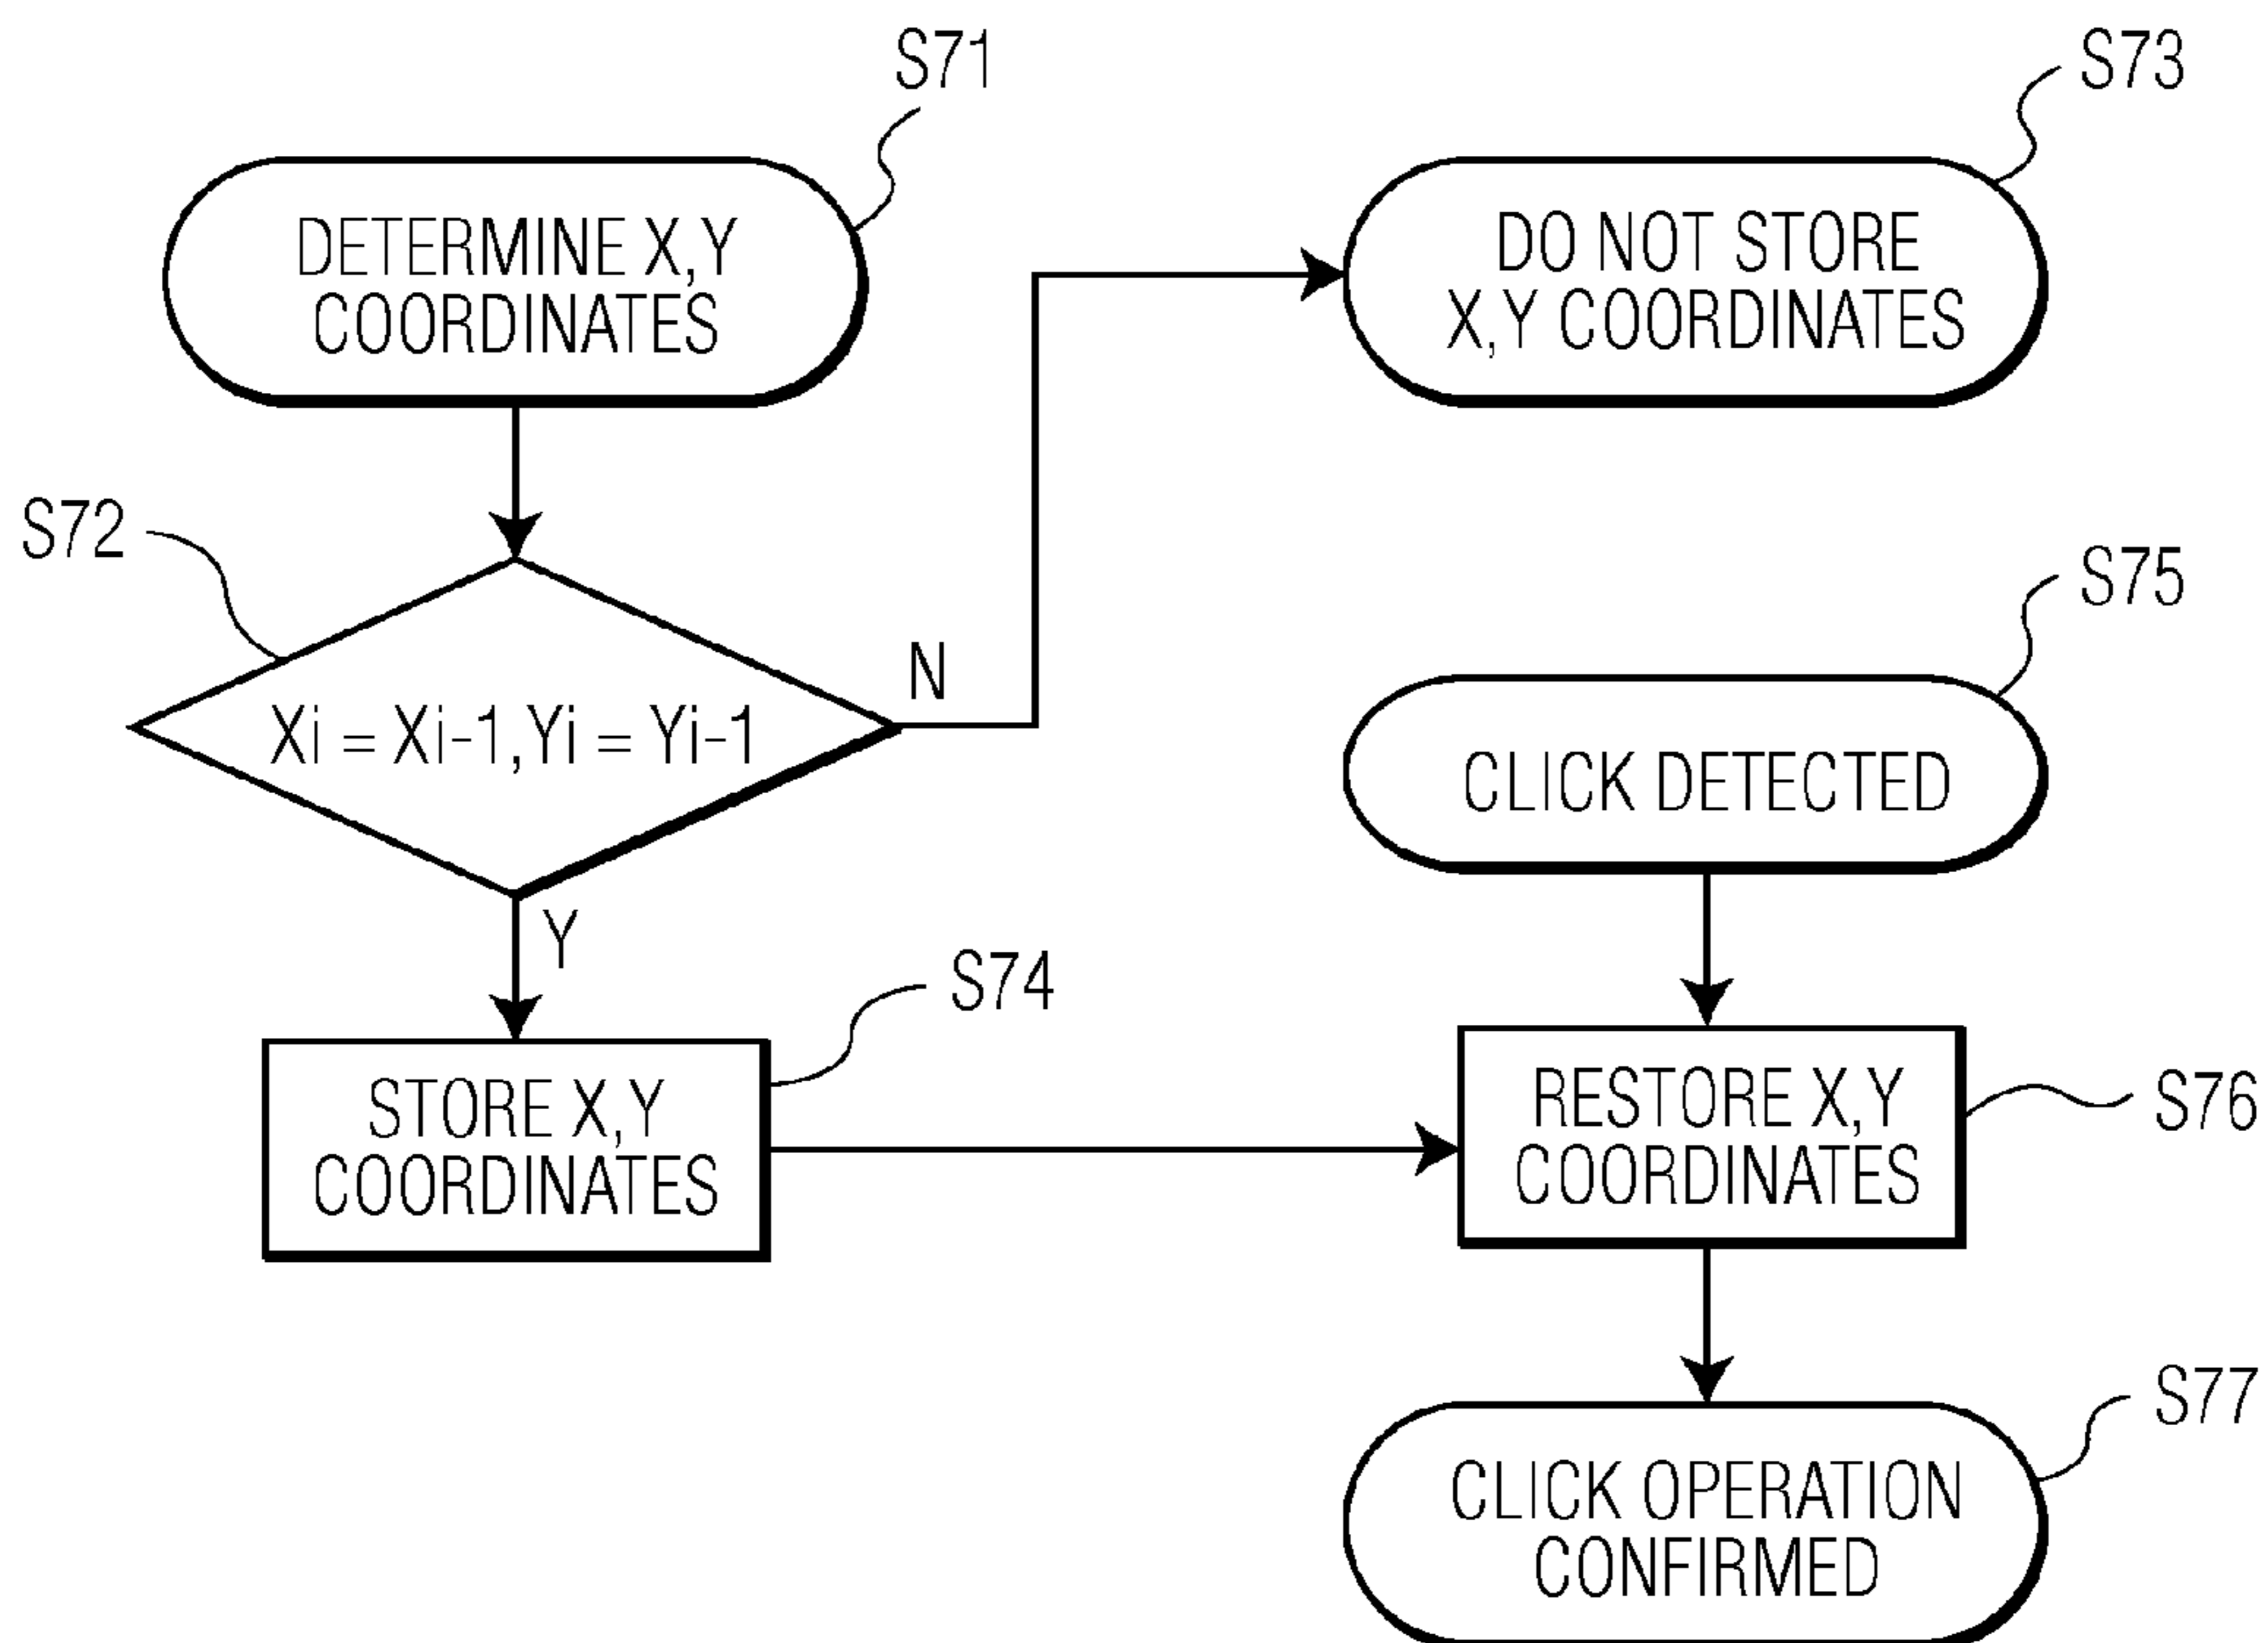 S71
DETERMINE X,Y
COORDINATES
S73
DO NOT STORE
X,Y COORDINATES
S72
Xi = Xi-1,Yi = Yi-1
N
Y
S75
CLICK DETECTED
S74
STORE X,Y
COORDINATES
S76
RESTORE X,Y
COORDINATES
S77
CLICK OPERATION
CONFIRMED